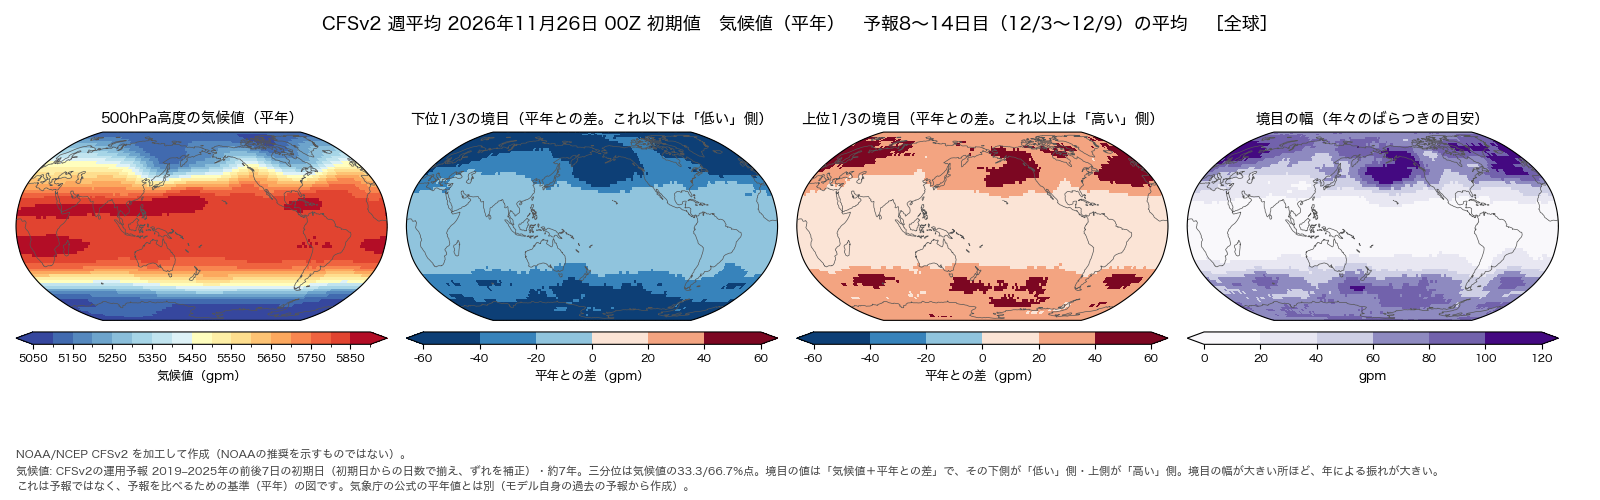 CFSv2 週平均 2026年11月26日 00Z 初期値　気候値（平年）　予報8～14日目（12/3～12/9）の平均　［全球］
500hPa高度の気候値（平年）
下位1/3の境目（平年との差。これ以下は「低い」側）
上位1/3の境目（平年との差。これ以上は「高い」側）
境目の幅（年々のばらつきの目安）
5050 5150 5250 5350 5450 5550 5650 5750 5850
気候値（gpm）
-60 -40 -20 0 20 40 60
平年との差（gpm）
-60 -40 -20 0 20 40 60
平年との差（gpm）
0 20 40 60 80 100 120
gpm
NOAA/NCEP CFSv2 を加工して作成（NOAAの推奨を示すものではない）。
気候値: CFSv2の運用予報 2019–2025年の前後7日の初期日（初期日からの日数で揃え、ずれを補正）・約7年。三分位は気候値の33.3/66.7%点。境目の値は「気候値＋平年との差」で、その下側が「低い」側・上側が「高い」側。境目の幅が大きい所ほど、年による振れが大きい。
これは予報ではなく、予報を比べるための基準（平年）の図です。気象庁の公式の平年値とは別（モデル自身の過去の予報から作成）。